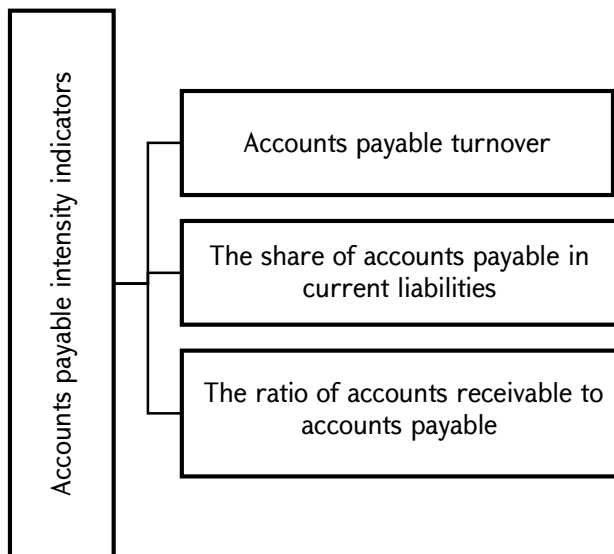 Accounts payable intensity indicators
Accounts payable turnover
The share of accounts payable in
current liabilities
The ratio of accounts receivable to
accounts payable